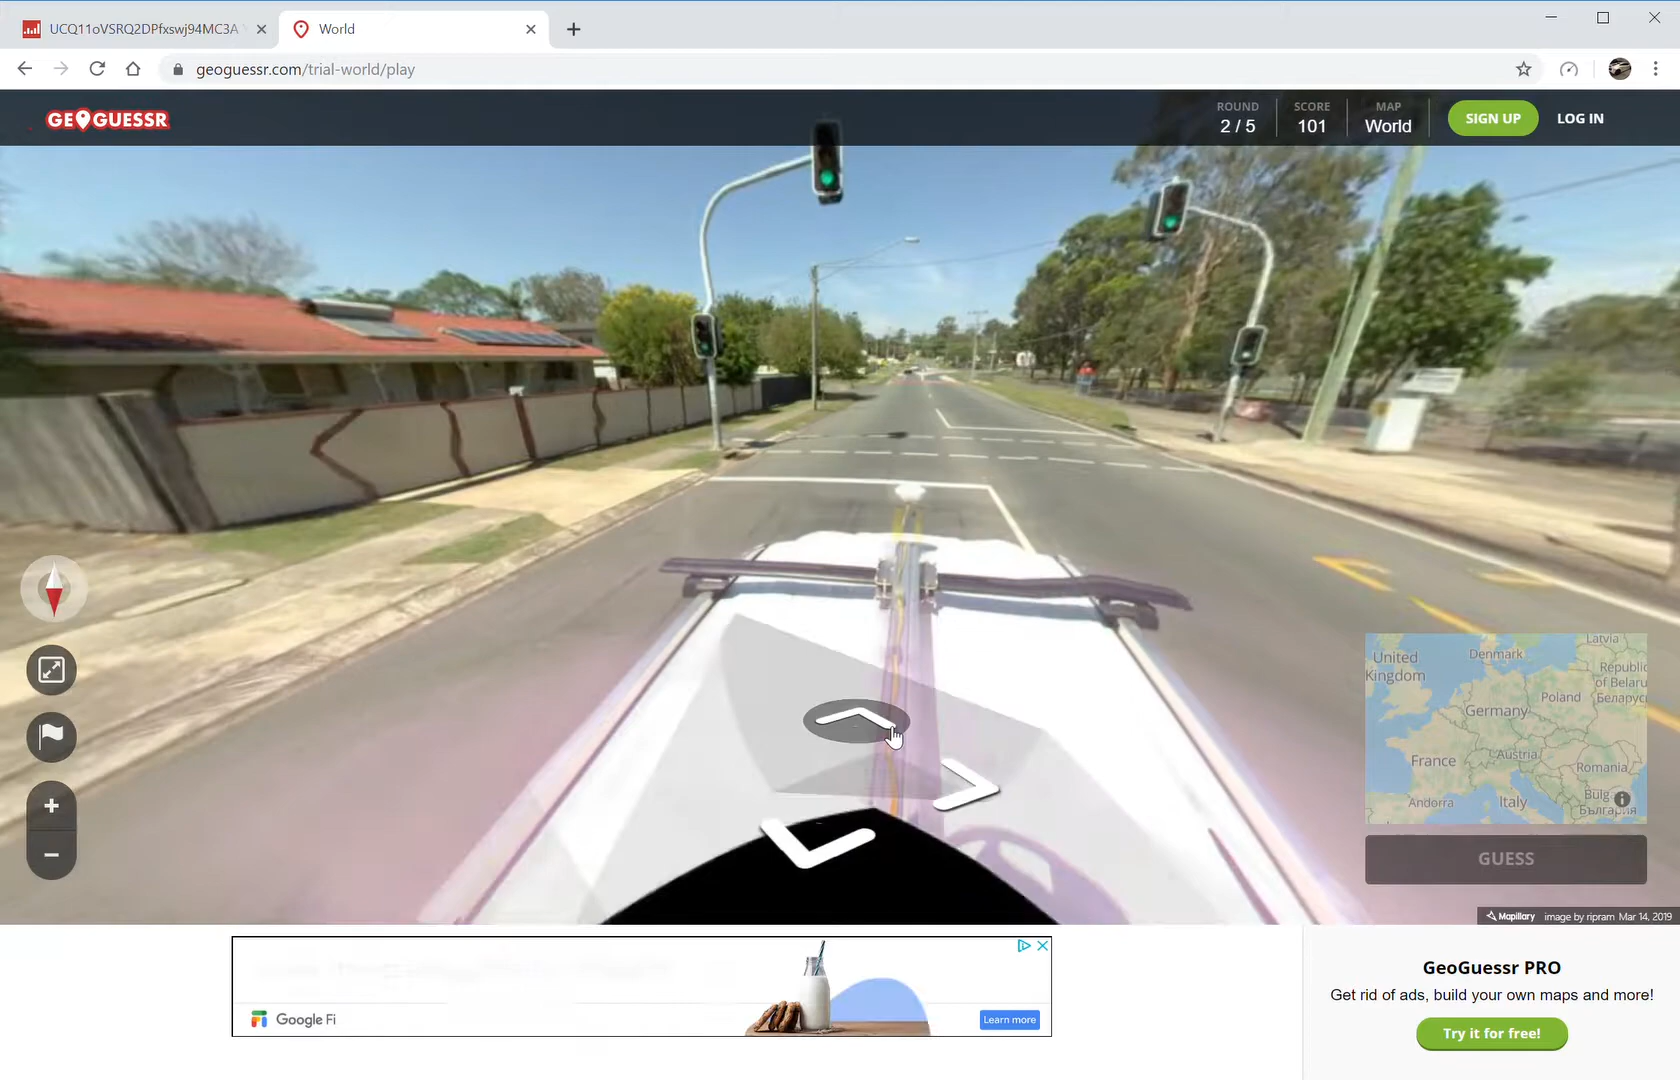 UCQ11oVSRQ2DPfxswj94MC3A Y
World
geoguessr.com/trial-world/play
GEOGUESSR
ROUND
2 / 5
SCORE
101
MAP
World
SIGN UP
LOG IN
Latvia
United
Kingdom
Denmark
Republic
of Belaru
Беларусь
Poland
Germany
Austria
France
Romania
Andorra
Italy
Bulg
България
GUESS
Mapillary image by ripram Mar 14, 2019
Google Fi
Learn more
GeoGuessr PRO
Get rid of ads, build your own maps and more!
Try it for free!